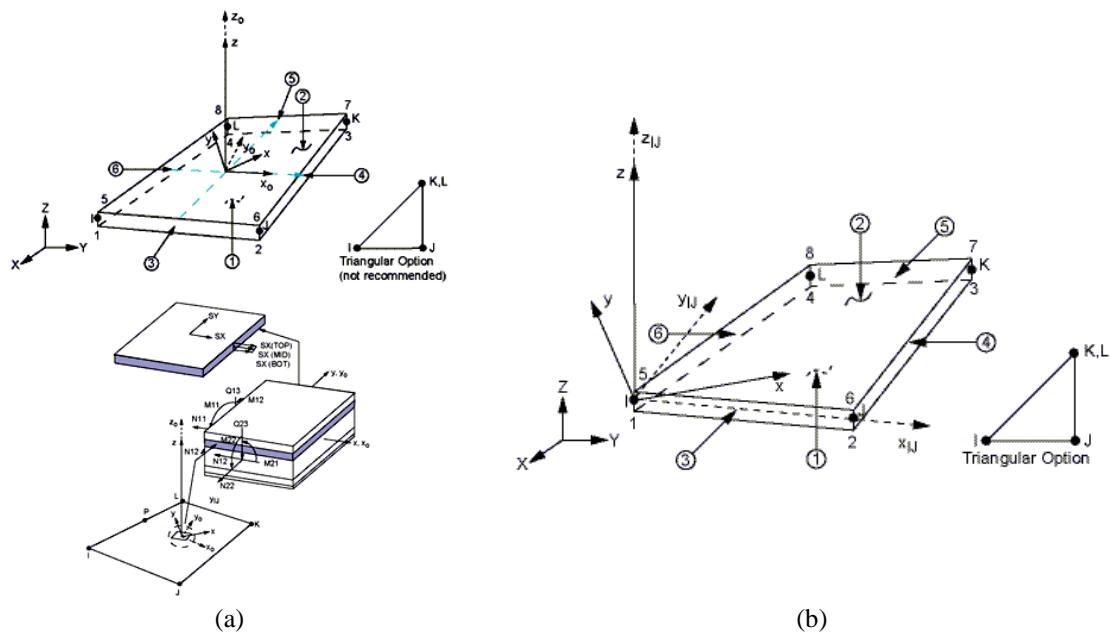 z₀
z
5
2
8
7
L
K
4
3
y
y₀
x
6
x₀
4
5
6
I
J
1
2
3
1
Z
Y
X
K,L
I
J
Triangular Option
(not recommended)
SY
SX
SX(TOP)
SX (MID)
SX (BOT)
y, y₀
Q13
M11
M12
N11
Q23
z₀
z
M22
x, x₀
N12
N12
M21
N22
L
y_IJ
P
y
y₀
K
x
x₀
I
J
(a)
z_IJ
z
2
5
8
7
L
K
4
3
y
y_IJ
6
4
5
x
6
I
J
1
2
x_IJ
3
1
Z
Y
X
K,L
I
J
Triangular Option
(b)